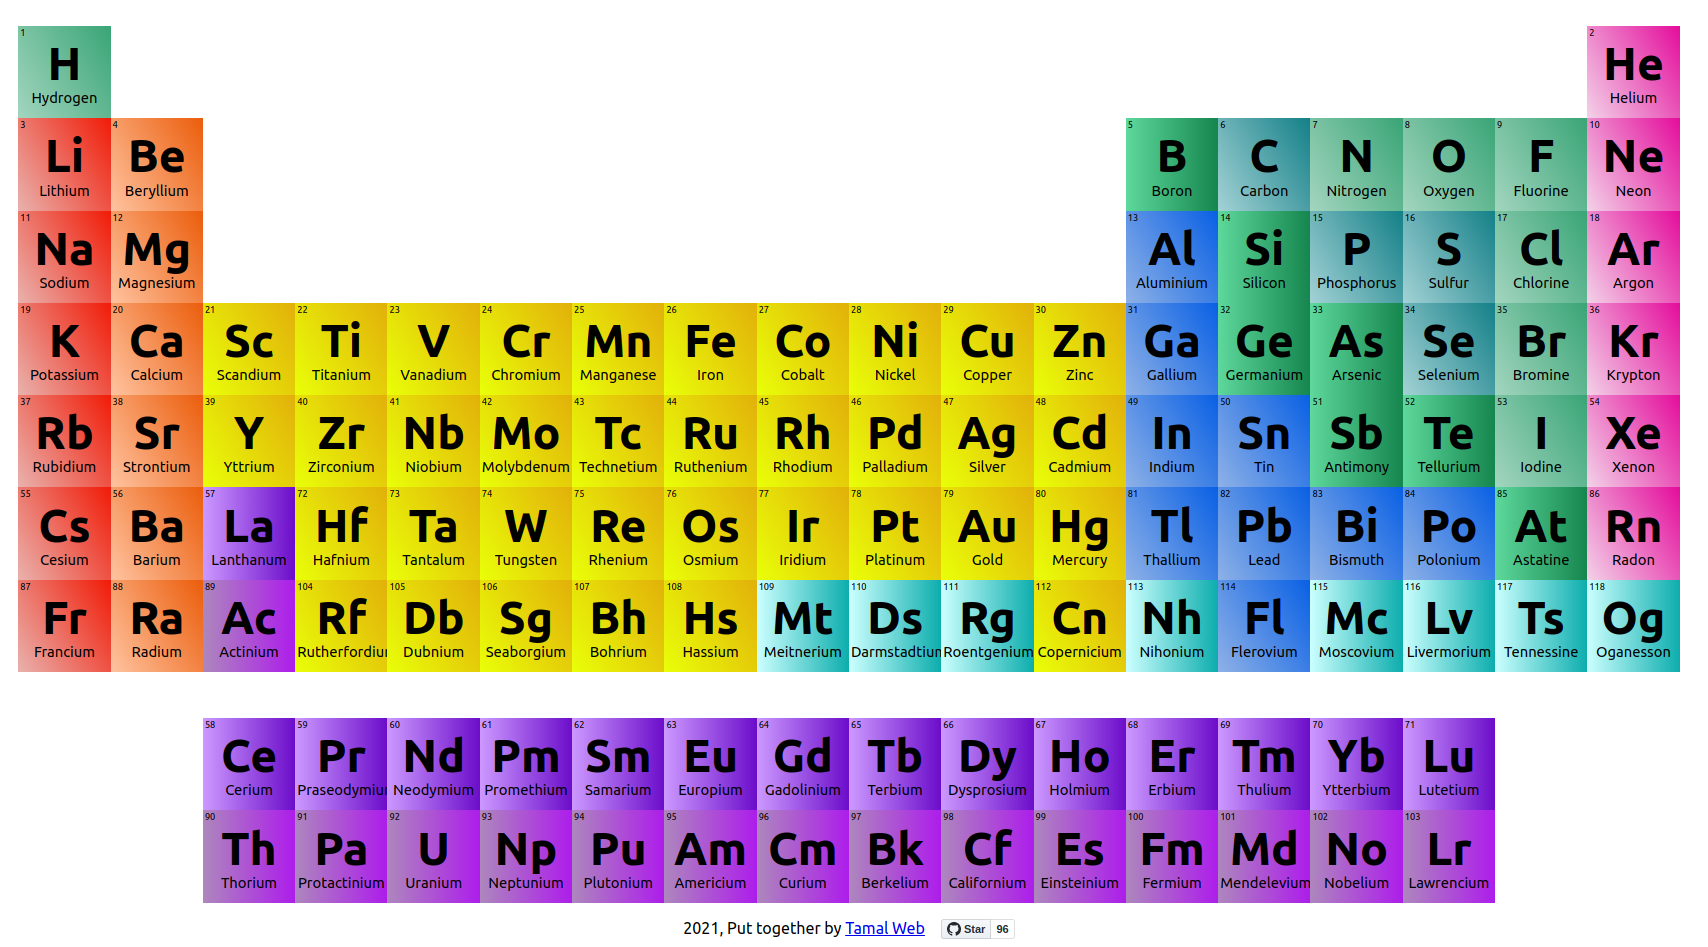 1 2
H He
Hydrogen Helium
3 4 5 6 7 8 9 10
Li Be B C N O F Ne
Lithium Beryllium Boron Carbon Nitrogen Oxygen Fluorine Neon
11 12 13 14 15 16 17 18
Na Mg Al Si P S Cl Ar
Sodium Magnesium Aluminium Silicon Phosphorus Sulfur Chlorine Argon
19 20 21 22 23 24 25 26 27 28 29 30 31 32 33 34 35 36
K Ca Sc Ti V Cr Mn Fe Co Ni Cu Zn Ga Ge As Se Br Kr
Potassium Calcium Scandium Titanium Vanadium Chromium Manganese Iron Cobalt Nickel Copper Zinc Gallium Germanium Arsenic Selenium Bromine Krypton
37 38 39 40 41 42 43 44 45 46 47 48 49 50 51 52 53 54
Rb Sr Y Zr Nb Mo Tc Ru Rh Pd Ag Cd In Sn Sb Te I Xe
Rubidium Strontium Yttrium Zirconium Niobium Molybdenum Technetium Ruthenium Rhodium Palladium Silver Cadmium Indium Tin Antimony Tellurium Iodine Xenon
55 56 57 72 73 74 75 76 77 78 79 80 81 82 83 84 85 86
Cs Ba La Hf Ta W Re Os Ir Pt Au Hg Tl Pb Bi Po At Rn
Cesium Barium Lanthanum Hafnium Tantalum Tungsten Rhenium Osmium Iridium Platinum Gold Mercury Thallium Lead Bismuth Polonium Astatine Radon
87 88 89 104 105 106 107 108 109 110 111 112 113 114 115 116 117 118
Fr Ra Ac Rf Db Sg Bh Hs Mt Ds Rg Cn Nh Fl Mc Lv Ts Og
Francium Radium Actinium Rutherfordiu Dubnium Seaborgium Bohrium Hassium Meitnerium Darmstadtiun Roentgenium Copernicium Nihonium Flerovium Moscovium Livermorium Tennessine Oganesson
58 59 60 61 62 63 64 65 66 67 68 69 70 71
Ce Pr Nd Pm Sm Eu Gd Tb Dy Ho Er Tm Yb Lu
Cerium Praseodymiu Neodymium Promethium Samarium Europium Gadolinium Terbium Dysprosium Holmium Erbium Thulium Ytterbium Lutetium
90 91 92 93 94 95 96 97 98 99 100 101 102 103
Th Pa U Np Pu Am Cm Bk Cf Es Fm Md No Lr
Thorium Protactinium Uranium Neptunium Plutonium Americium Curium Berkelium Californium Einsteinium Fermium Mendelevium Nobelium Lawrencium
2021, Put together by Tamal Web Star 96